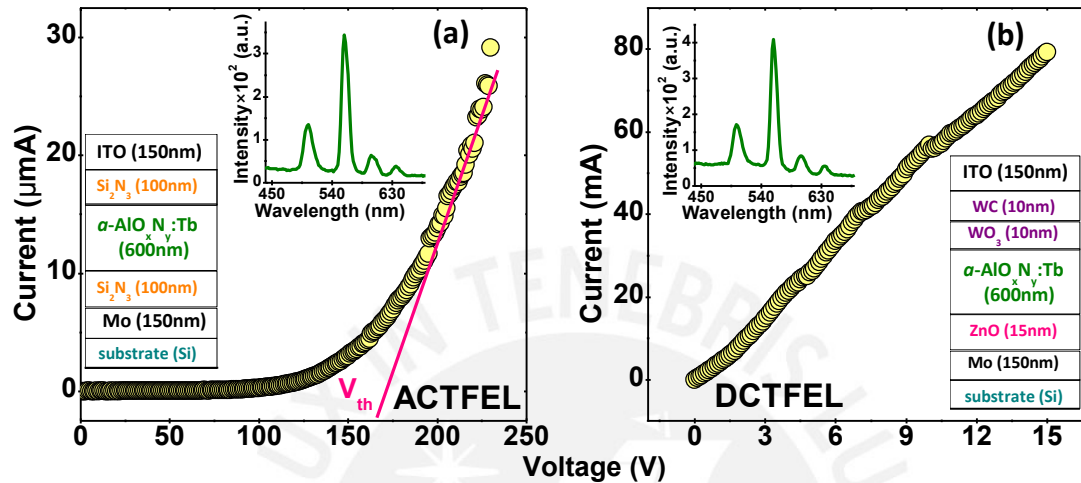 (a)
30
20
10
0
Current (μmA)
0 50 100 150 200 250
Intensity×10² (a.u.)
3
2
1
0
450 540 630
Wavelength (nm)
ITO (150nm)
Si₂N₃ (100nm)
a-AlOₓNᵧ:Tb
(600nm)
Si₂N₃ (100nm)
Mo (150nm)
substrate (Si)
Vth
ACTFEL
(b)
80
60
40
20
0
Current (mA)
0 3 6 9 12 15
Intensity×10² (a.u.)
4
3
2
1
0
450 540 630
Wavelength (nm)
ITO (150nm)
WC (10nm)
WO₃ (10nm)
a-AlOₓNᵧ:Tb
(600nm)
ZnO (15nm)
Mo (150nm)
substrate (Si)
DCTFEL
Voltage (V)
UX IN TENEBRIS LU